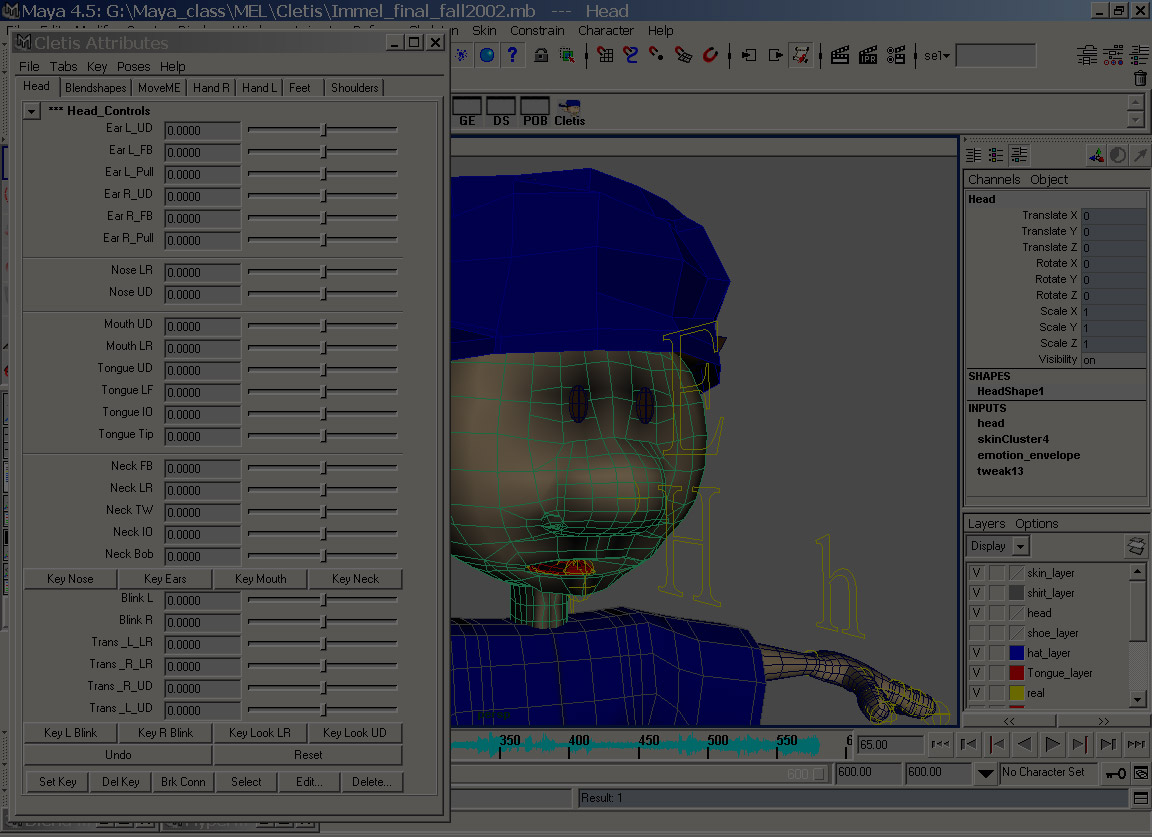 Maya 4.5: G:\Maya_class\MEL\Cletis\Immel_final_fall2002.mb --- Head
Skin Constrain Character Help
Cletis Attributes
File Tabs Key Poses Help
Head Blendshapes MoveME Hand R Hand L Feet Shoulders
sel
IPR
GE DS POB Cletis
*** Head_Controls
Ear L_UD 0.0000
Ear L_FB 0.0000
Ear L_Pull 0.0000
Ear R_UD 0.0000
Ear R_FB 0.0000
Ear R_Pull 0.0000
Nose LR 0.0000
Nose UD 0.0000
Mouth UD 0.0000
Mouth LR 0.0000
Tongue UD 0.0000
Tongue LF 0.0000
Tongue IO 0.0000
Tongue Tip 0.0000
Neck FB 0.0000
Neck LR 0.0000
Neck TW 0.0000
Neck IO 0.0000
Neck Bob 0.0000
Key Nose Key Ears Key Mouth Key Neck
Blink L 0.0000
Blink R 0.0000
Trans_L_LR 0.0000
Trans_R_LR 0.0000
Trans_R_UD 0.0000
Trans_L_UD 0.0000
Key L Blink Key R Blink Key Look LR Key Look UD
Undo Reset
Set Key Del Key Brk Conn Select Edit... Delete...
E
L
H
h
Channels Object
Head
Translate X 0
Translate Y 0
Translate Z 0
Rotate X 0
Rotate Y 0
Rotate Z 0
Scale X 1
Scale Y 1
Scale Z 1
Visibility on
SHAPES
HeadShape1
INPUTS
head
skinCluster4
emotion_envelope
tweak13
Layers Options
Display
V skin_layer
V shirt_layer
V head
shoe_layer
V hat_layer
V Tongue_layer
V real
<< >>
350 400 450 500 550 6 65.00
600 600.00 600.00 No Character Set
Result: 1